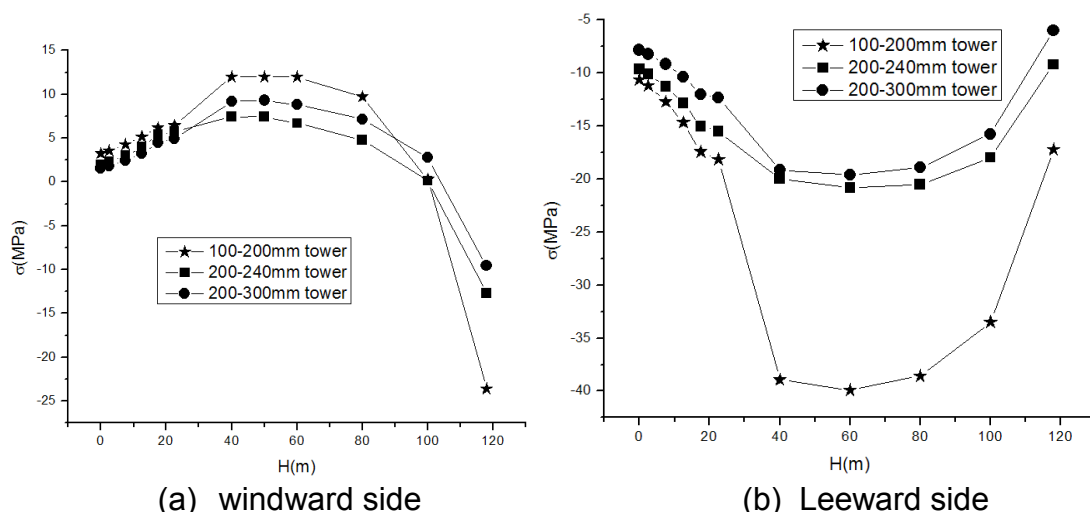 15
10
5
0
-5
-10
-15
-20
-25
σ(MPa)
100-200mm tower
200-240mm tower
200-300mm tower
0 20 40 60 80 100 120
H(m)
(a) windward side
-5
-10
-15
-20
-25
-30
-35
-40
σ(MPa)
100-200mm tower
200-240mm tower
200-300mm tower
0 20 40 60 80 100 120
H(m)
(b) Leeward side